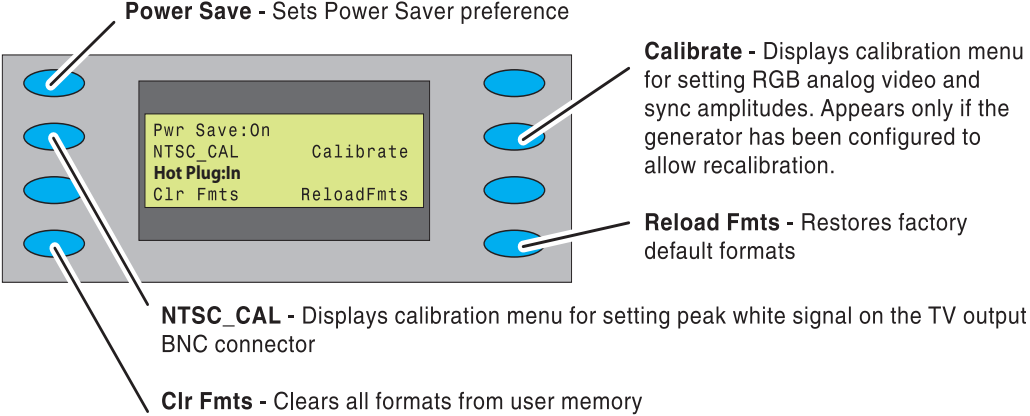 Power Save - Sets Power Saver preference
Pwr Save:On
NTSC_CAL Calibrate
Hot Plug:In
Clr Fmts ReloadFmts
Calibrate - Displays calibration menu
for setting RGB analog video and
sync amplitudes. Appears only if the
generator has been configured to
allow recalibration.
Reload Fmts - Restores factory
default formats
NTSC_CAL - Displays calibration menu for setting peak white signal on the TV output
BNC connector
Clr Fmts - Clears all formats from user memory